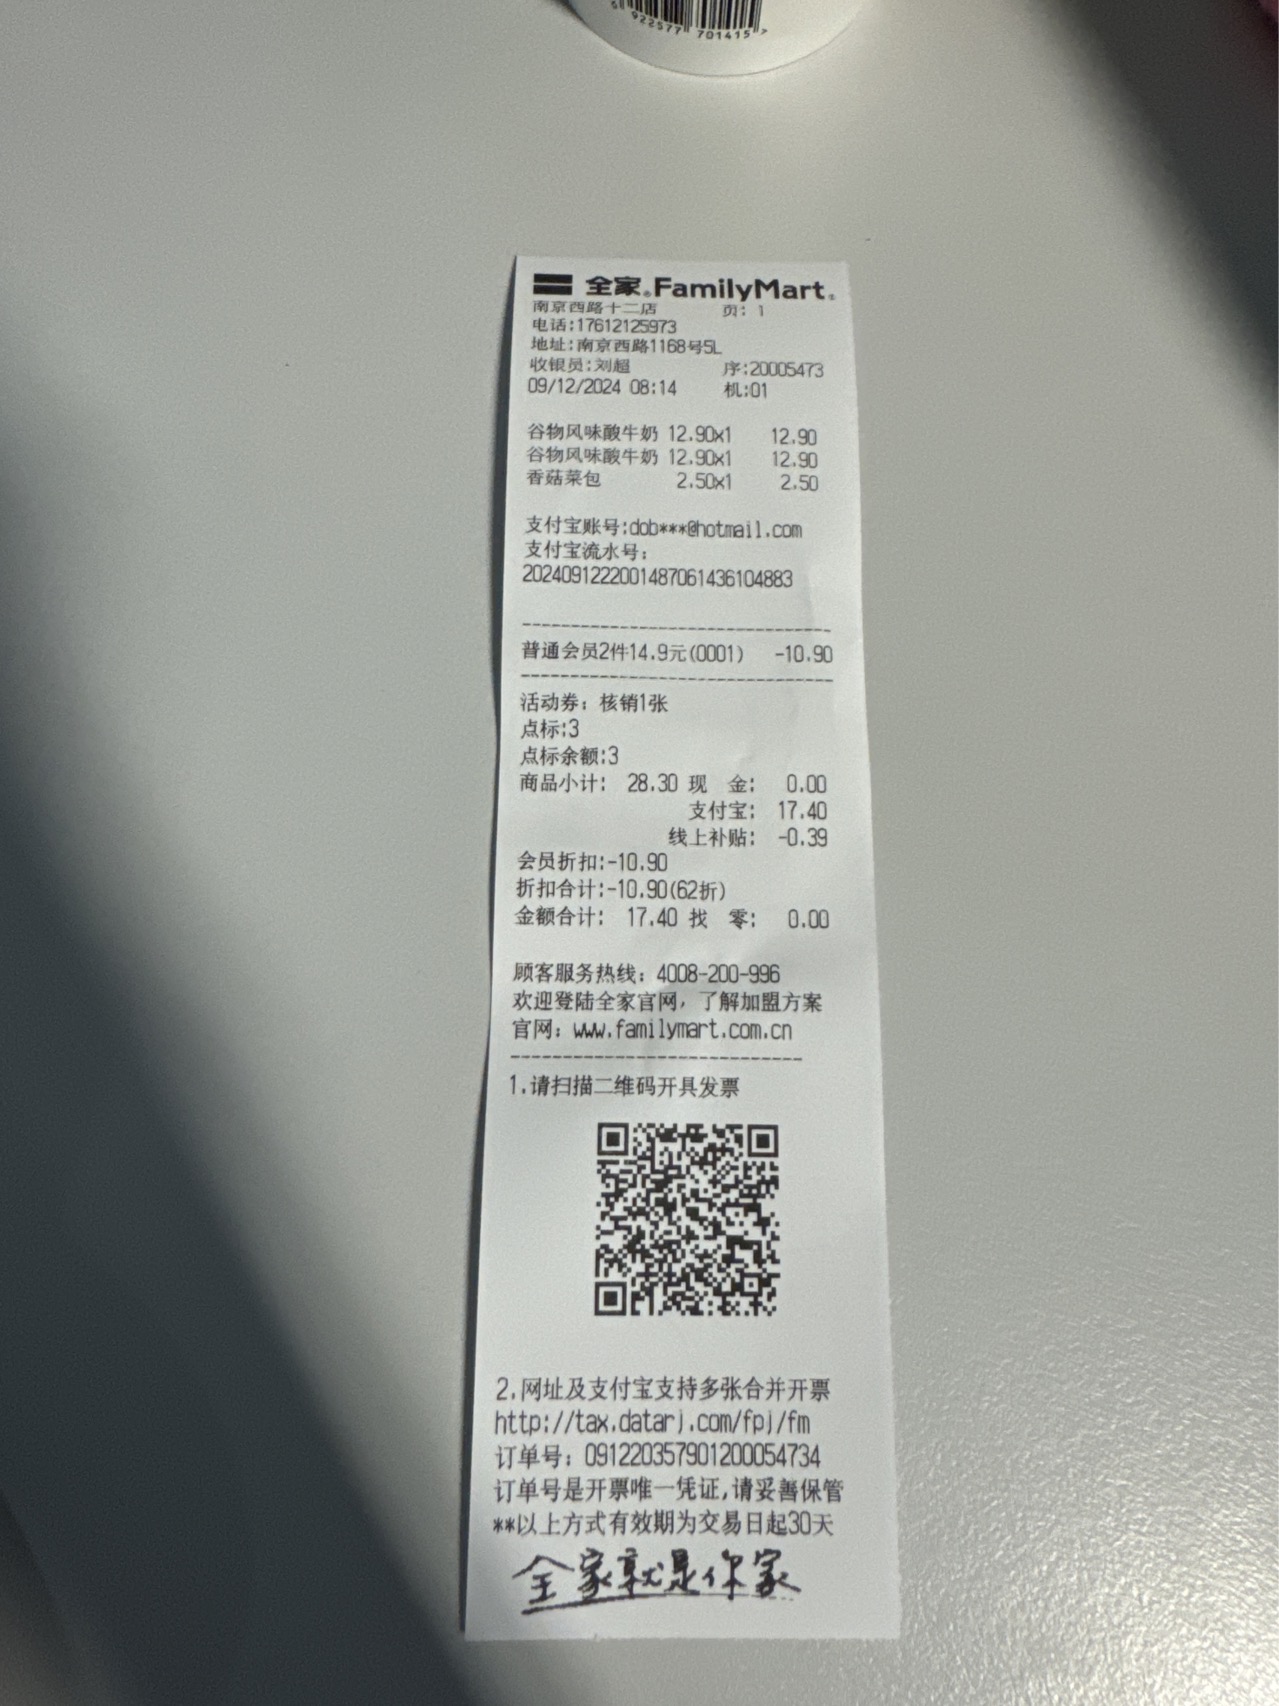 922577 701415
全家 FamilyMart
南京西路十二店 页: 1
电话:17612125973
地址:南京西路1168号5L
收银员:刘超 序:20005473
09/12/2024 08:14 机:01
谷物风味酸牛奶 12.90x1 12.90
谷物风味酸牛奶 12.90x1 12.90
香菇菜包 2.50x1 2.50
支付宝账号:dob***@hotmail.com
支付宝流水号:
2024091222001487061436104883
普通会员2件14.9元(0001) -10.90
活动券: 核销1张
点标:3
点标余额:3
商品小计: 28.30 现 金: 0.00
支付宝: 17.40
线上补贴: -0.39
会员折扣:-10.90
折扣合计:-10.90(62折)
金额合计: 17.40 找 零: 0.00
顾客服务热线: 4008-200-996
欢迎登陆全家官网, 了解加盟方案
官网: www.familymart.com.cn
1.请扫描二维码开具发票
2.网址及支付宝支持多张合并开票
http://tax.datarj.com/fpj/fm
订单号: 091220357901200054734
订单号是开票唯一凭证,请妥善保管
**以上方式有效期为交易日起30天
全家就是你家